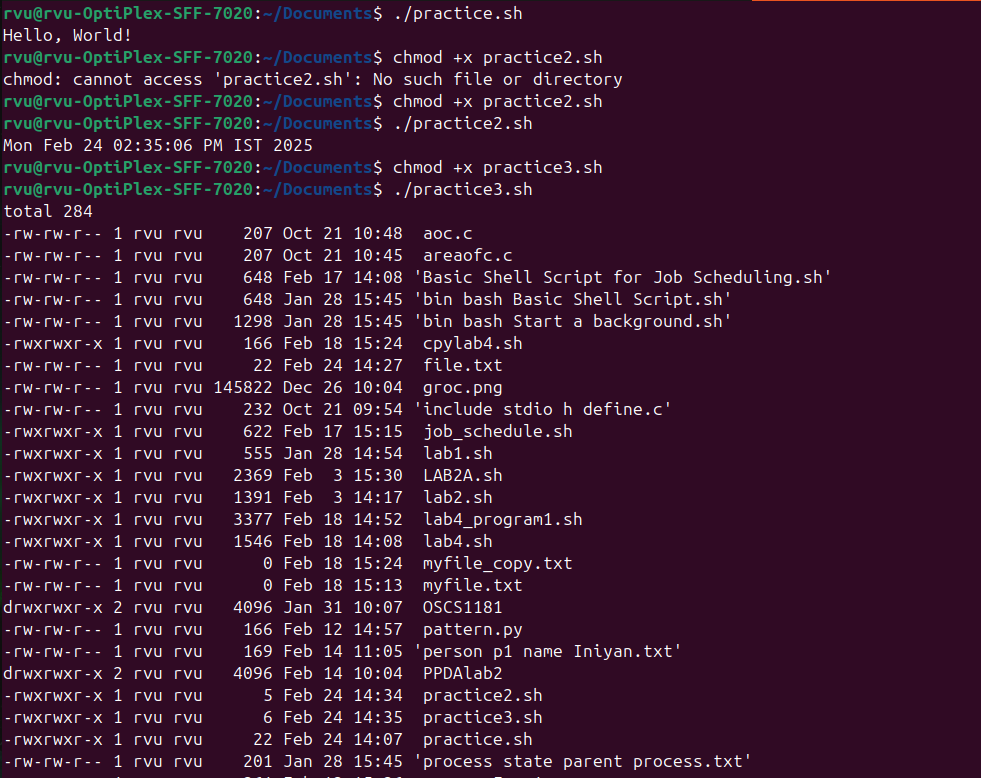 rvu@rvu-OptiPlex-SFF-7020:~/Documents$ ./practice.sh
Hello, World!
rvu@rvu-OptiPlex-SFF-7020:~/Documents$ chmod +x practice2.sh
chmod: cannot access 'practice2.sh': No such file or directory
rvu@rvu-OptiPlex-SFF-7020:~/Documents$ chmod +x practice2.sh
rvu@rvu-OptiPlex-SFF-7020:~/Documents$ ./practice2.sh
Mon Feb 24 02:35:06 PM IST 2025
rvu@rvu-OptiPlex-SFF-7020:~/Documents$ chmod +x practice3.sh
rvu@rvu-OptiPlex-SFF-7020:~/Documents$ ./practice3.sh
total 284
-rw-rw-r-- 1 rvu rvu    207 Oct 21 10:48  aoc.c
-rw-rw-r-- 1 rvu rvu    207 Oct 21 10:45  areaofc.c
-rw-rw-r-- 1 rvu rvu    648 Feb 17 14:08 'Basic Shell Script for Job Scheduling.sh'
-rw-rw-r-- 1 rvu rvu    648 Jan 28 15:45 'bin bash Basic Shell Script.sh'
-rw-rw-r-- 1 rvu rvu   1298 Jan 28 15:45 'bin bash Start a background.sh'
-rwxrwxr-x 1 rvu rvu    166 Feb 18 15:24  cpylab4.sh
-rw-rw-r-- 1 rvu rvu     22 Feb 24 14:27  file.txt
-rw-rw-r-- 1 rvu rvu 145822 Dec 26 10:04  groc.png
-rw-rw-r-- 1 rvu rvu    232 Oct 21 09:54 'include stdio h define.c'
-rwxrwxr-x 1 rvu rvu    622 Feb 17 15:15  job_schedule.sh
-rwxrwxr-x 1 rvu rvu    555 Jan 28 14:54  lab1.sh
-rwxrwxr-x 1 rvu rvu   2369 Feb  3 15:30  LAB2A.sh
-rwxrwxr-x 1 rvu rvu   1391 Feb  3 14:17  lab2.sh
-rwxrwxr-x 1 rvu rvu   3377 Feb 18 14:52  lab4_program1.sh
-rwxrwxr-x 1 rvu rvu   1546 Feb 18 14:08  lab4.sh
-rw-rw-r-- 1 rvu rvu      0 Feb 18 15:24  myfile_copy.txt
-rw-rw-r-- 1 rvu rvu      0 Feb 18 15:13  myfile.txt
drwxrwxr-x 2 rvu rvu   4096 Jan 31 10:07  OSCS1181
-rw-rw-r-- 1 rvu rvu    166 Feb 12 14:57  pattern.py
-rw-rw-r-- 1 rvu rvu    169 Feb 14 11:05 'person p1 name Iniyan.txt'
drwxrwxr-x 2 rvu rvu   4096 Feb 14 10:04  PPDAlab2
-rwxrwxr-x 1 rvu rvu      5 Feb 24 14:34  practice2.sh
-rwxrwxr-x 1 rvu rvu      6 Feb 24 14:35  practice3.sh
-rwxrwxr-x 1 rvu rvu     22 Feb 24 14:07  practice.sh
-rw-rw-r-- 1 rvu rvu    201 Jan 28 15:45 'process state parent process.txt'